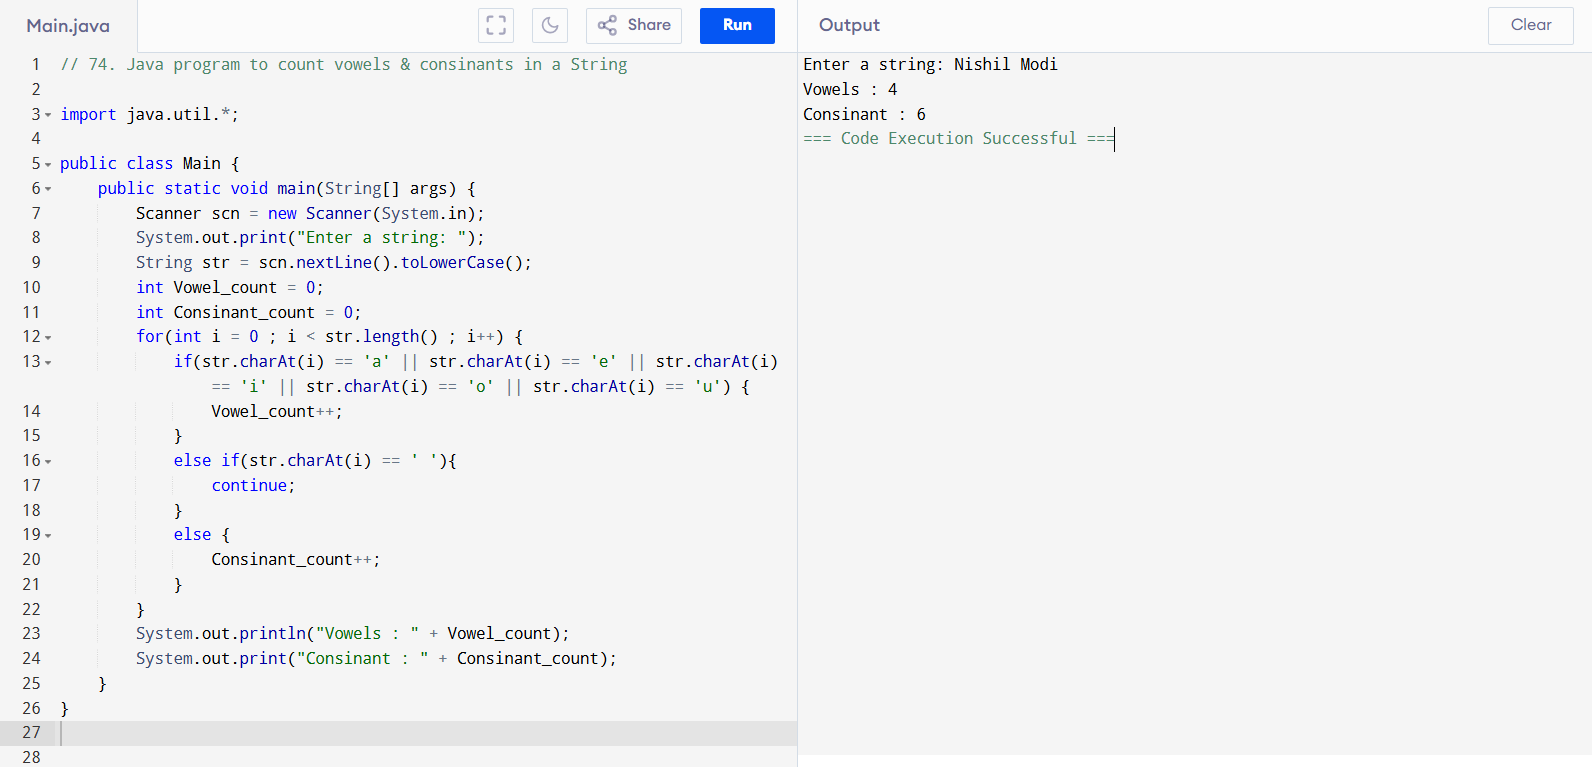 Main.java
Share
Run
Output
Clear
1 // 74. Java program to count vowels & consinants in a String
2
3 import java.util.*;
4
5 public class Main {
6 public static void main(String[] args) {
7 Scanner scn = new Scanner(System.in);
8 System.out.print("Enter a string: ");
9 String str = scn.nextLine().toLowerCase();
10 int Vowel_count = 0;
11 int Consinant_count = 0;
12 for(int i = 0 ; i < str.length() ; i++) {
13 if(str.charAt(i) == 'a' || str.charAt(i) == 'e' || str.charAt(i)
== 'i' || str.charAt(i) == 'o' || str.charAt(i) == 'u') {
14 Vowel_count++;
15 }
16 else if(str.charAt(i) == ' '){
17 continue;
18 }
19 else {
20 Consinant_count++;
21 }
22 }
23 System.out.println("Vowels : " + Vowel_count);
24 System.out.print("Consinant : " + Consinant_count);
25 }
26 }
27
28
Enter a string: Nishil Modi
Vowels : 4
Consinant : 6
=== Code Execution Successful ===